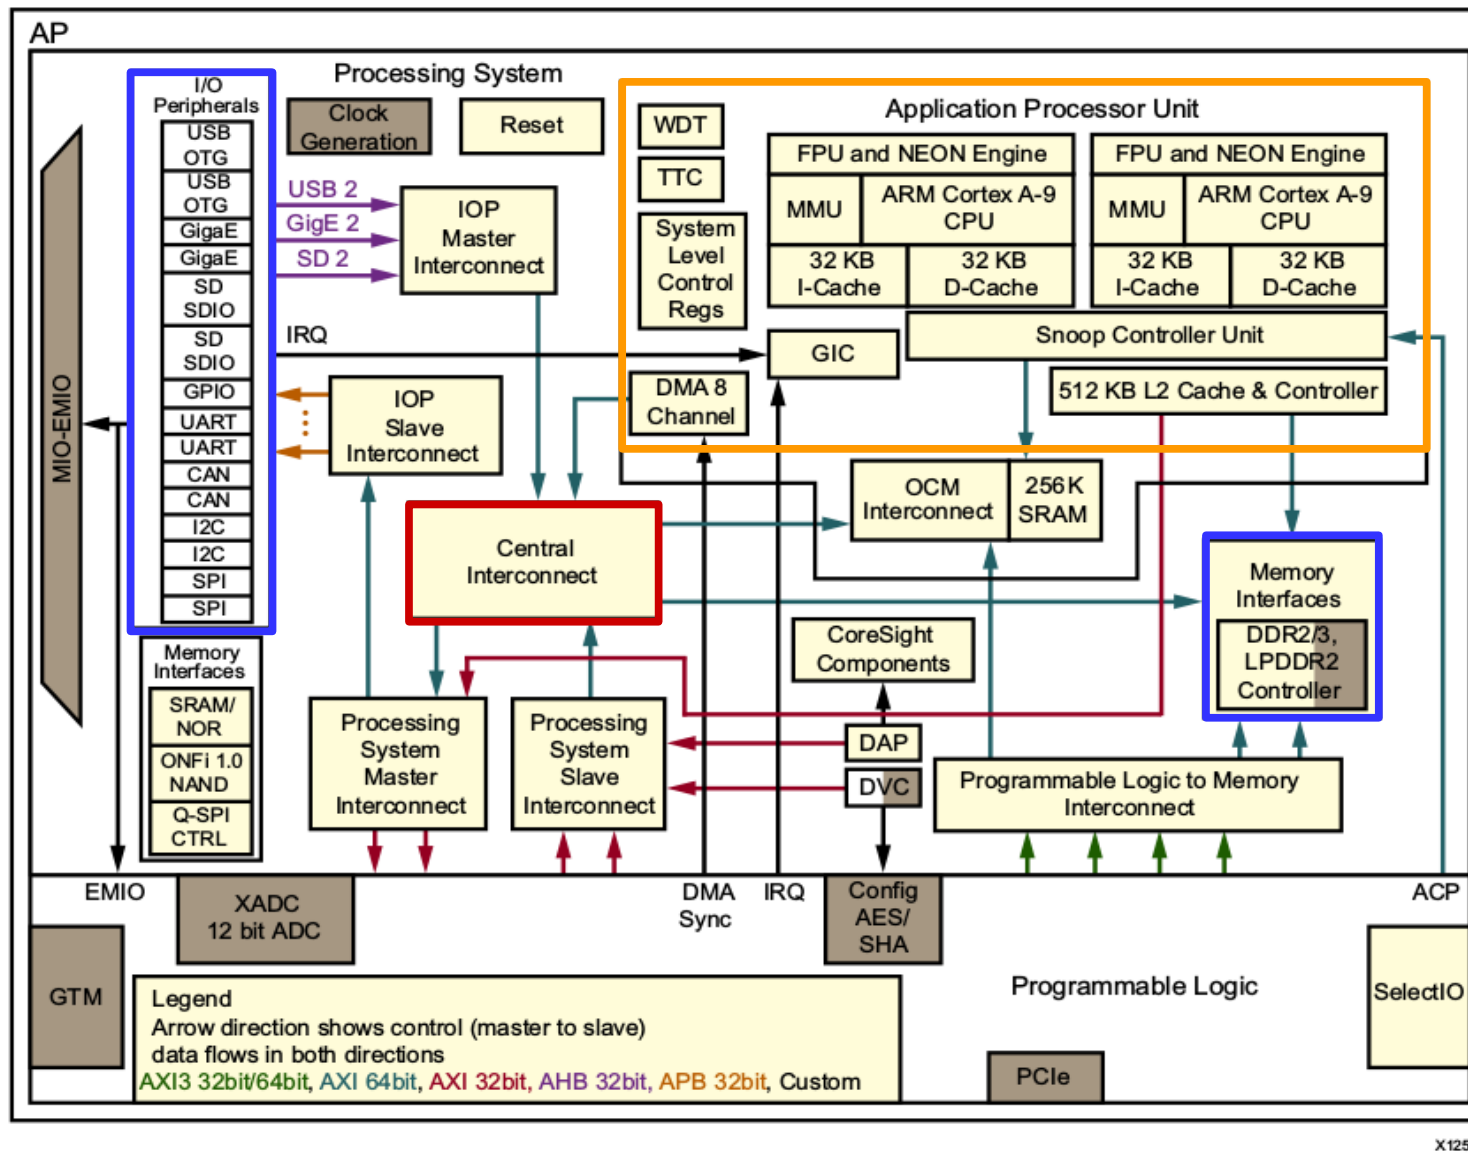 AP
Processing System
I/O
Peripherals
USB
OTG
USB
OTG
GigaE
GigaE
SD
SDIO
SD
SDIO
GPIO
UART
UART
CAN
CAN
I2C
I2C
SPI
SPI
Memory
Interfaces
SRAM/
NOR
ONFi 1.0
NAND
Q-SPI
CTRL
MIO-EMIO
Clock
Generation
Reset
USB 2
GigE 2
SD 2
IOP
Master
Interconnect
IRQ
IOP
Slave
Interconnect
Application Processor Unit
WDT
TTC
System
Level
Control
Regs
FPU and NEON Engine
MMU
ARM Cortex A-9
CPU
32 KB
I-Cache
32 KB
D-Cache
FPU and NEON Engine
MMU
ARM Cortex A-9
CPU
32 KB
I-Cache
32 KB
D-Cache
Snoop Controller Unit
GIC
DMA 8
Channel
512 KB L2 Cache & Controller
OCM
Interconnect
256K
SRAM
Central
Interconnect
Memory
Interfaces
DDR2/3,
LPDDR2
Controller
CoreSight
Components
Processing
System
Master
Interconnect
Processing
System
Slave
Interconnect
DAP
DVC
Programmable Logic to Memory
Interconnect
EMIO
XADC
12 bit ADC
DMA
Sync
IRQ
Config
AES/
SHA
ACP
GTM
Programmable Logic
SelectIO
PCIe
Legend
Arrow direction shows control (master to slave)
data flows in both directions
AXI3 32bit/64bit, AXI 64bit, AXI 32bit, AHB 32bit, APB 32bit, Custom
X125